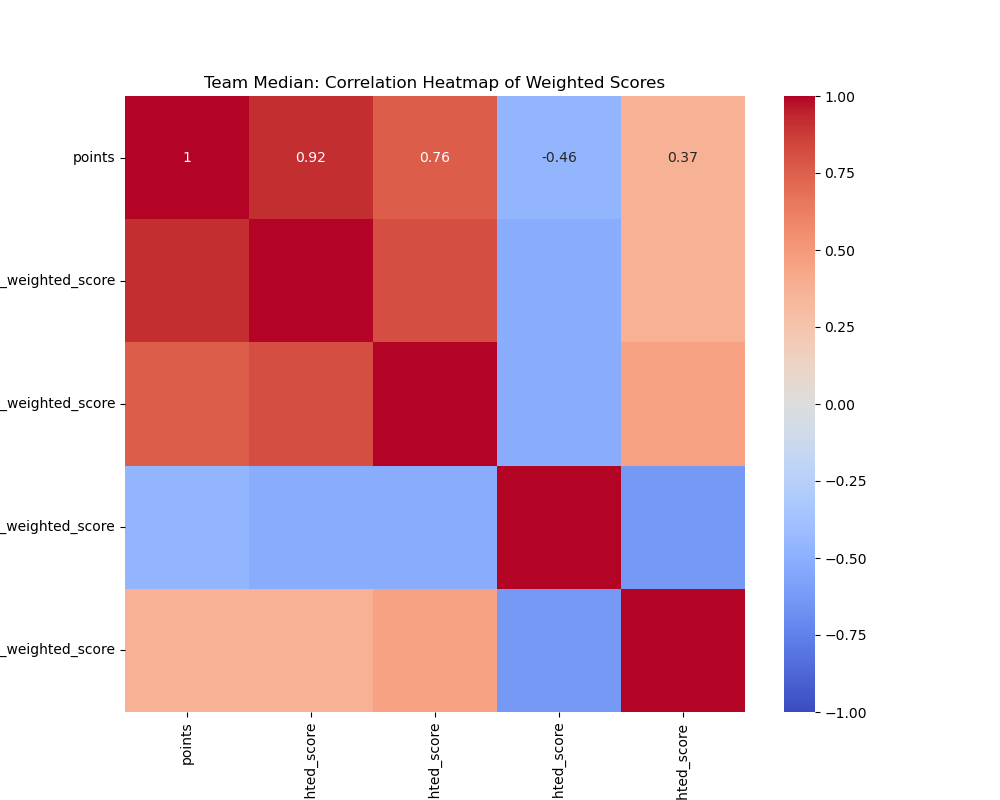 Team Median: Correlation Heatmap of Weighted Scores
points
1
0.92
0.76
-0.46
0.37
_weighted_score
_weighted_score
_weighted_score
_weighted_score
points
hted_score
hted_score
hted_score
hted_score
1.00
0.75
0.50
0.25
0.00
−0.25
−0.50
−0.75
−1.00